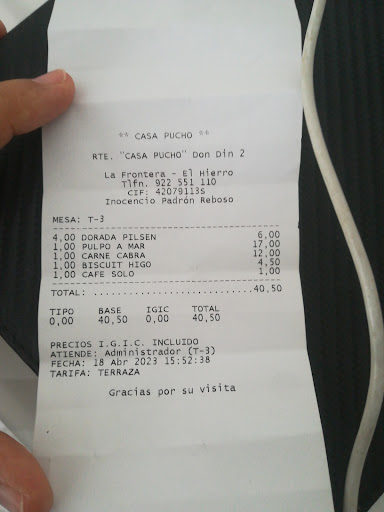 ** CASA PUCHO **
RTE. "CASA PUCHO" Don Din 2
La Frontera - El Hierro
Tlfn. 922 551 110
CIF: 42079113S
Inocencio Padrón Reboso
MESA: T-3
4,00 DORADA PILSEN 6,00
1,00 PULPO A MAR 17,00
1,00 CARNE CABRA 12,00
1,00 BISCUIT HIGO 4,50
1,00 CAFE SOLO 1,00
TOTAL: ..............................40,50
TIPO BASE IGIC TOTAL
0,00 40,50 0,00 40,50
PRECIOS I.G.I.C. INCLUIDO
ATIENDE: Administrador (T-3)
FECHA: 18 Abr 2023 15:52:38
TARIFA: TERRAZA
Gracias por su visita